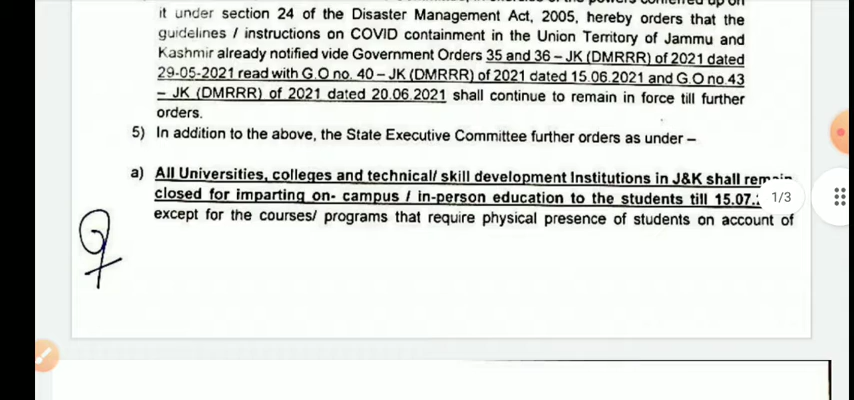 it under section 24 of the Disaster Management Act, 2005, hereby orders that the
guidelines / instructions on COVID containment in the Union Territory of Jammu and
Kashmir already notified vide Government Orders 35 and 36 – JK (DMRRR) of 2021 dated
29-05-2021 read with G.O no. 40 – JK (DMRRR) of 2021 dated 15.06.2021 and G.O no.43
– JK (DMRRR) of 2021 dated 20.06.2021 shall continue to remain in force till further
orders.
5) In addition to the above, the State Executive Committee further orders as under –
a) All Universities, colleges and technical/ skill development Institutions in J&K shall
closed for imparting on- campus / in-person education to the students till 15.07.
1/3
except for the courses/ programs that require physical presence of students on account of